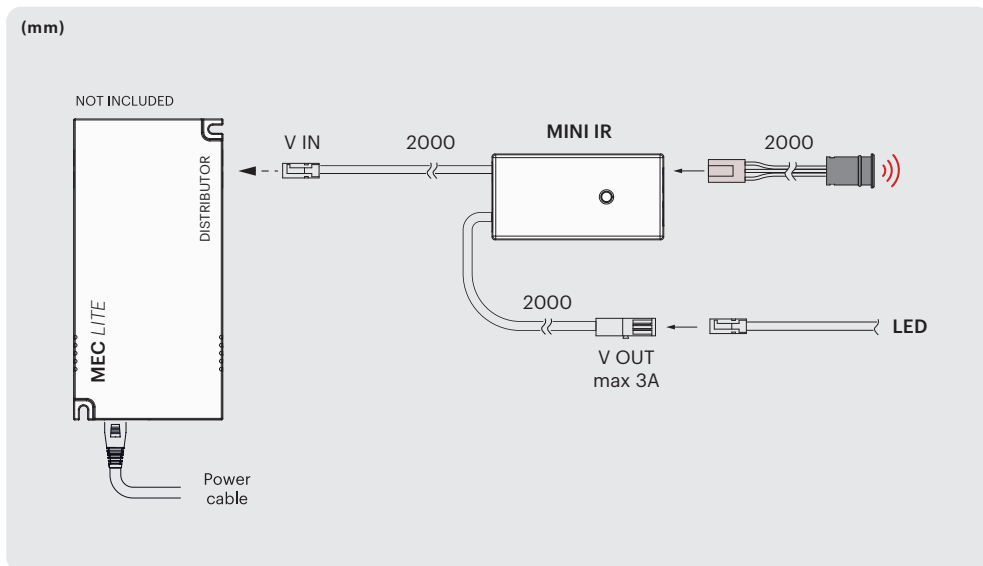 (mm)
NOT INCLUDED
DISTRIBUTOR
MEC LITE
Power
cable
V IN
2000
MINI IR
2000
2000
V OUT
max 3A
LED